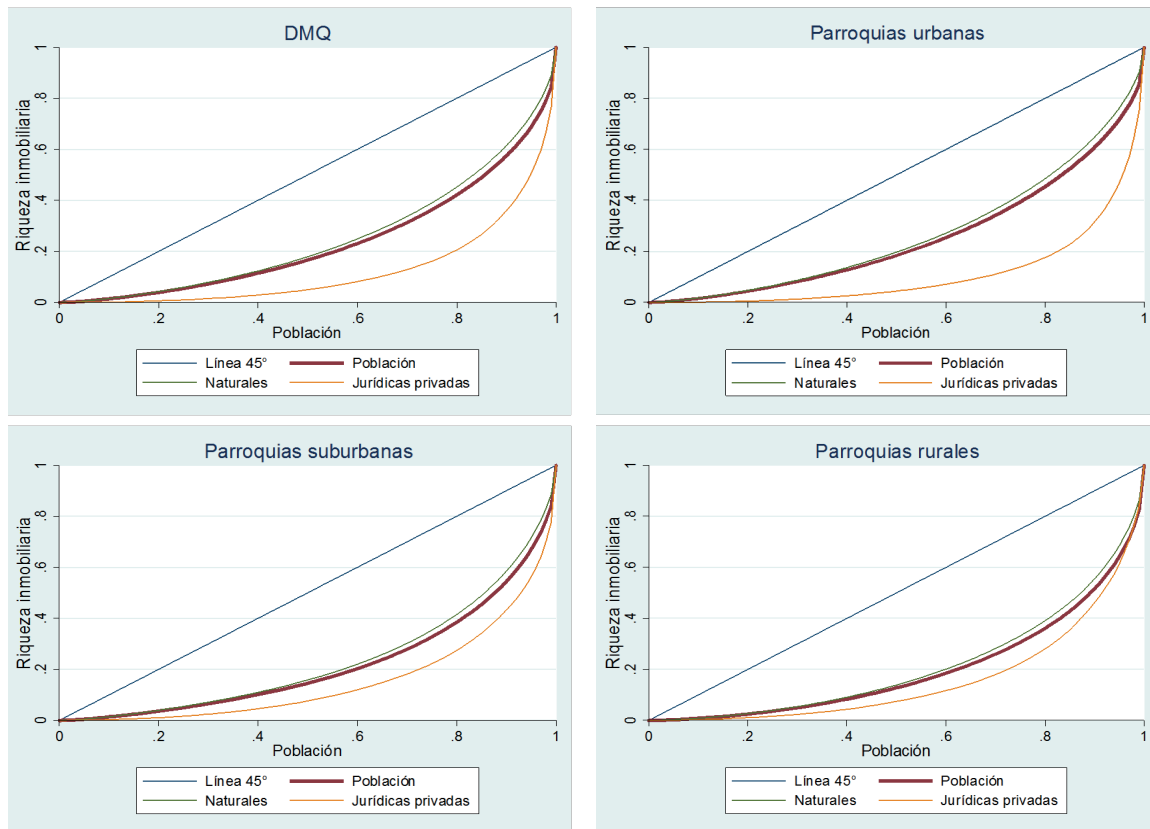 DMQ
Riqueza inmobiliaria
1
.8
.6
.4
.2
0
0 .2 .4 .6 .8 1
Población
Línea 45° Población
Naturales Jurídicas privadas
Parroquias urbanas
Riqueza inmobiliaria
1
.8
.6
.4
.2
0
0 .2 .4 .6 .8 1
Población
Línea 45° Población
Naturales Jurídicas privadas
Parroquias suburbanas
Riqueza inmobiliaria
1
.8
.6
.4
.2
0
0 .2 .4 .6 .8 1
Población
Línea 45° Población
Naturales Jurídicas privadas
Parroquias rurales
Riqueza inmobiliaria
1
.8
.6
.4
.2
0
0 .2 .4 .6 .8 1
Población
Línea 45° Población
Naturales Jurídicas privadas